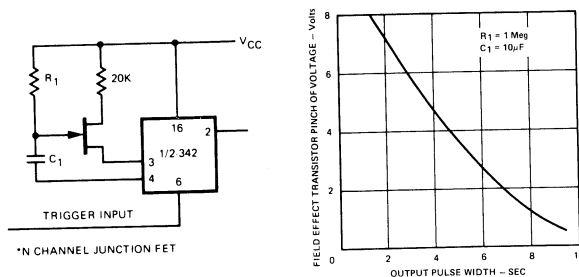 VCC
R1
20K
16
2
1/2·342
C1
3
4
6
TRIGGER INPUT
*N CHANNEL JUNCTION FET
FIELD EFFECT TRANSISTOR PINCH OF VOLTAGE – Volts
8
6
4
2
0
R1 = 1 Meg
C1 = 10μF
2 4 6 8 1
OUTPUT PULSE WIDTH – SEC